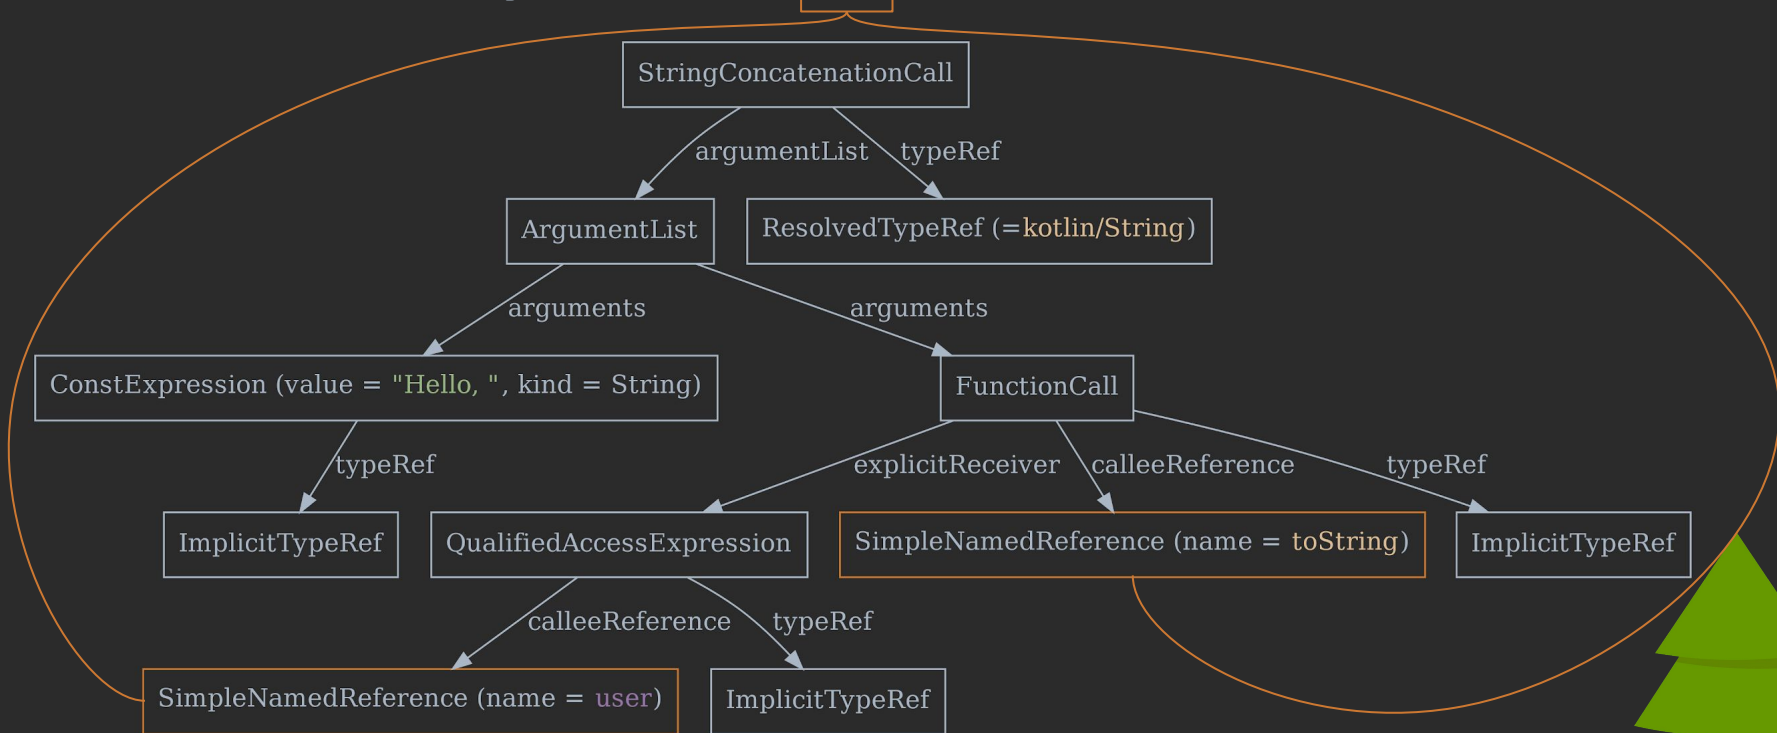 StringConcatenationCall
argumentList
typeRef
ArgumentList
ResolvedTypeRef (=kotlin/String)
arguments
arguments
ConstExpression (value = "Hello, ", kind = String)
FunctionCall
typeRef
explicitReceiver
calleeReference
typeRef
ImplicitTypeRef
QualifiedAccessExpression
SimpleNamedReference (name = toString)
ImplicitTypeRef
calleeReference
typeRef
SimpleNamedReference (name = user)
ImplicitTypeRef